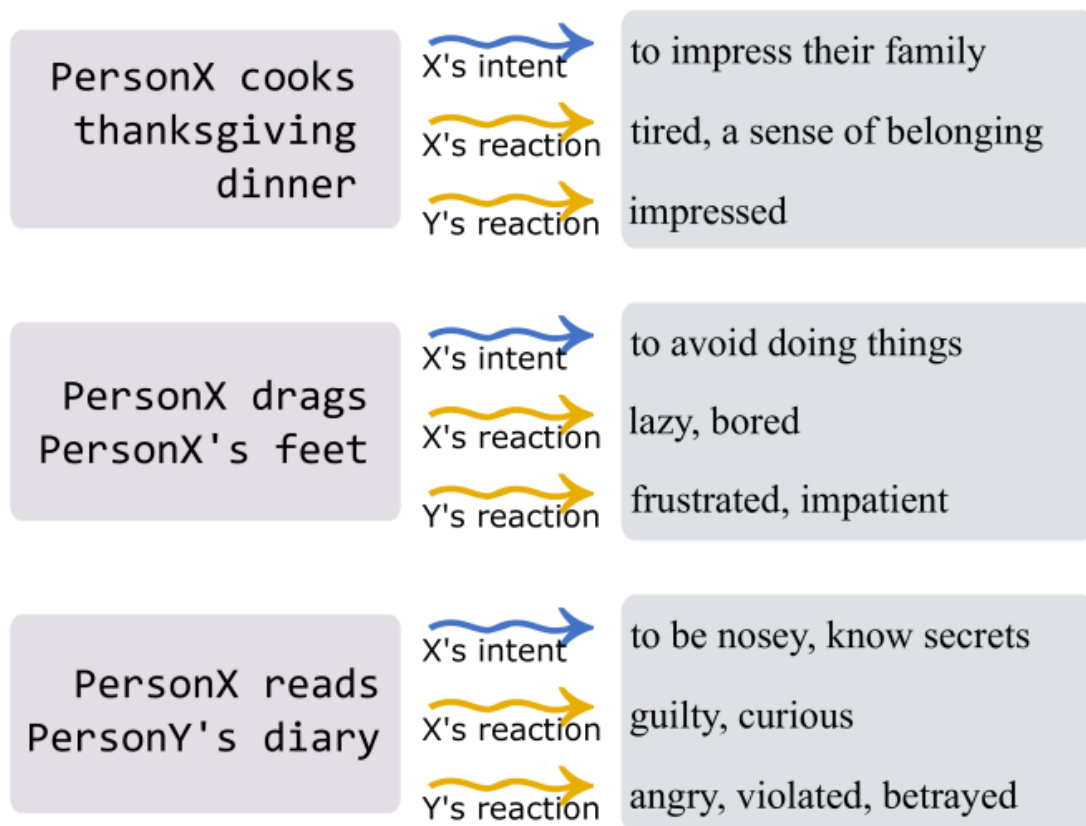 PersonX cooks
thanksgiving
dinner
X's intent
to impress their family
X's reaction
tired, a sense of belonging
Y's reaction
impressed
PersonX drags
PersonX's feet
X's intent
to avoid doing things
X's reaction
lazy, bored
Y's reaction
frustrated, impatient
PersonX reads
PersonY's diary
X's intent
to be nosey, know secrets
X's reaction
guilty, curious
Y's reaction
angry, violated, betrayed